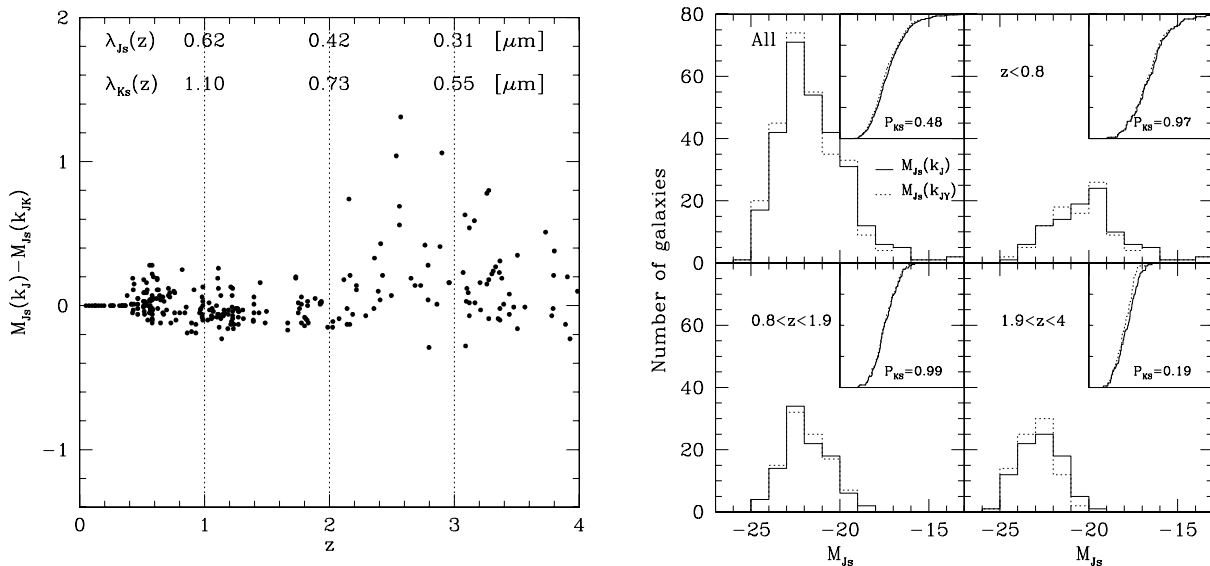 λJs(z) 0.62 0.42 0.31 [μm]
λKs(z) 1.10 0.73 0.55 [μm]
MJs(kJ)−MJs(kJK)
2
1
0
−1
0 1 2 3 4
z
Number of galaxies
80
60
40
20
0
80
60
40
20
0
All
PKS=0.48
MJs(kJ)
MJs(kJY)
z<0.8
PKS=0.97
0.8<z<1.9
PKS=0.99
1.9<z<4
PKS=0.19
−25 −20 −15 −25 −20 −15
MJs MJs